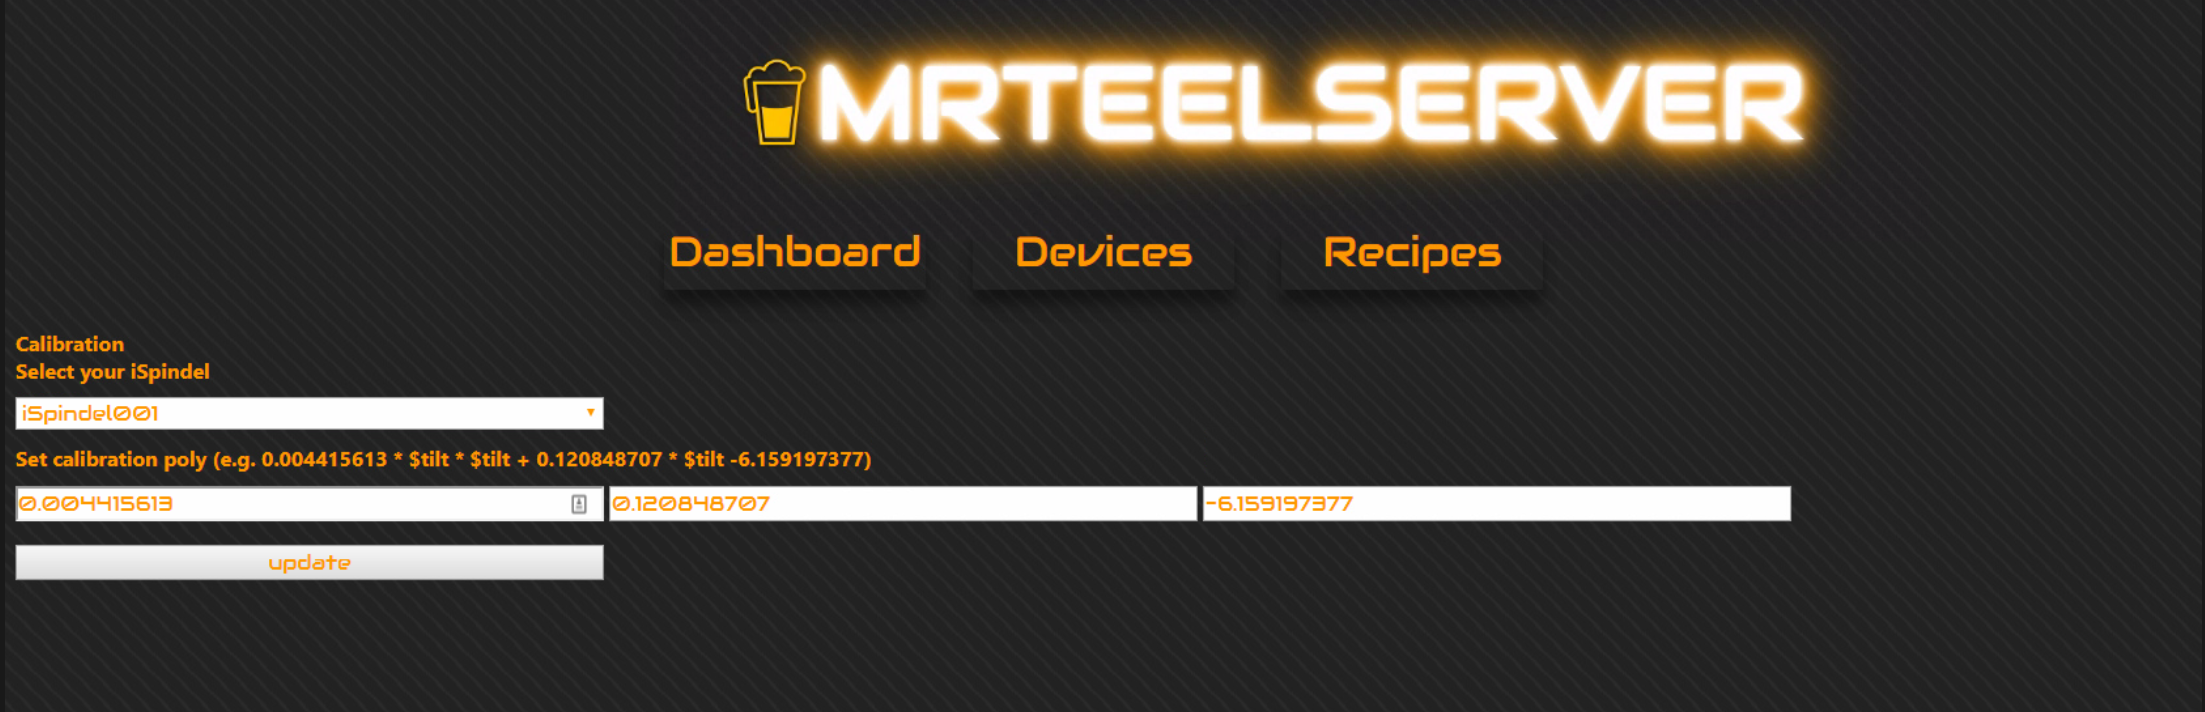 MRTEELSERVER
Dashboard Devices Recipes
Calibration
Select your iSpindel
iSpindel001
Set calibration poly (e.g. 0.004415613 * $tilt * $tilt + 0.120848707 * $tilt -6.159197377)
0.004415613 0.120848707 -6.159197377
update